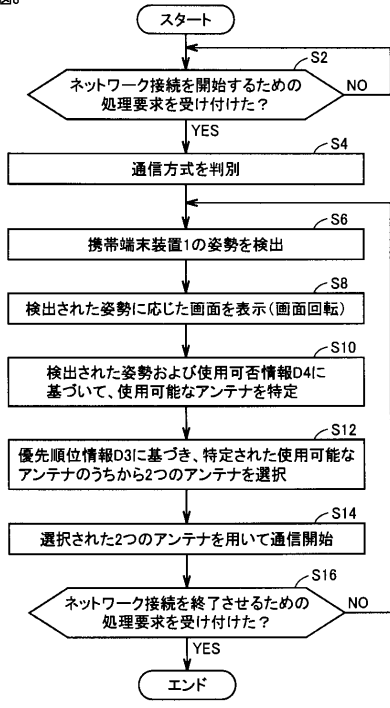 スタート
S2
ネットワーク接続を開始するための
処理要求を受け付けた?
NO
YES
S4
通信方式を判別
S6
携帯端末装置1の姿勢を検出
S8
検出された姿勢に応じた画面を表示(画面回転)
S10
検出された姿勢および使用可否情報D4に
基づいて、使用可能なアンテナを特定
S12
優先順位情報D3に基づき、特定された使用可能な
アンテナのうちから2つのアンテナを選択
S14
選択された2つのアンテナを用いて通信開始
S16
ネットワーク接続を終了させるための
処理要求を受け付けた?
NO
YES
エンド